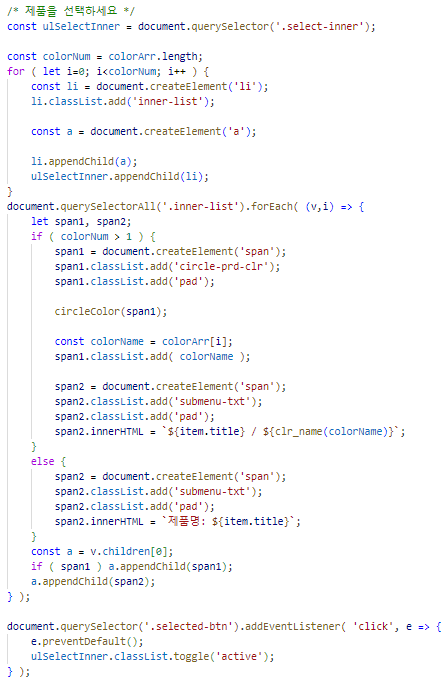 /* 제품을 선택하세요 */
const ulSelectInner = document.querySelector('.select-inner');
const colorNum = colorArr.length;
for ( let i=0; i<colorNum; i++ ) {
const li = document.createElement('li');
li.classList.add('inner-list');
const a = document.createElement('a');
li.appendChild(a);
ulSelectInner.appendChild(li);
}
document.querySelectorAll('.inner-list').forEach( (v,i) => {
let span1, span2;
if ( colorNum > 1 ) {
span1 = document.createElement('span');
span1.classList.add('circle-prd-clr');
span1.classList.add('pad');
circleColor(span1);
const colorName = colorArr[i];
span1.classList.add( colorName );
span2 = document.createElement('span');
span2.classList.add('submenu-txt');
span2.classList.add('pad');
span2.innerHTML = `${item.title} / ${clr_name(colorName)}`;
}
else {
span2 = document.createElement('span');
span2.classList.add('submenu-txt');
span2.classList.add('pad');
span2.innerHTML = `제품명: ${item.title}`;
}
const a = v.children[0];
if ( span1 ) a.appendChild(span1);
a.appendChild(span2);
} );
document.querySelector('.selected-btn').addEventListener( 'click', e => {
e.preventDefault();
ulSelectInner.classList.toggle('active');
} );